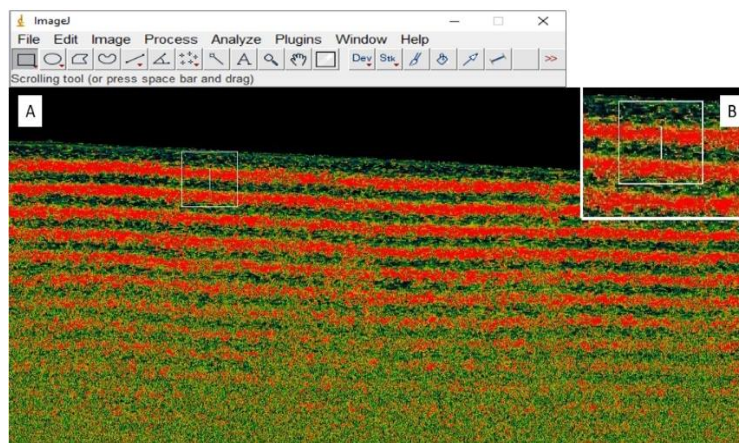 ImageJ
File Edit Image Process Analyze Plugins Window Help
A Dev Stk >>
Scrolling tool (or press space bar and drag)
A
B